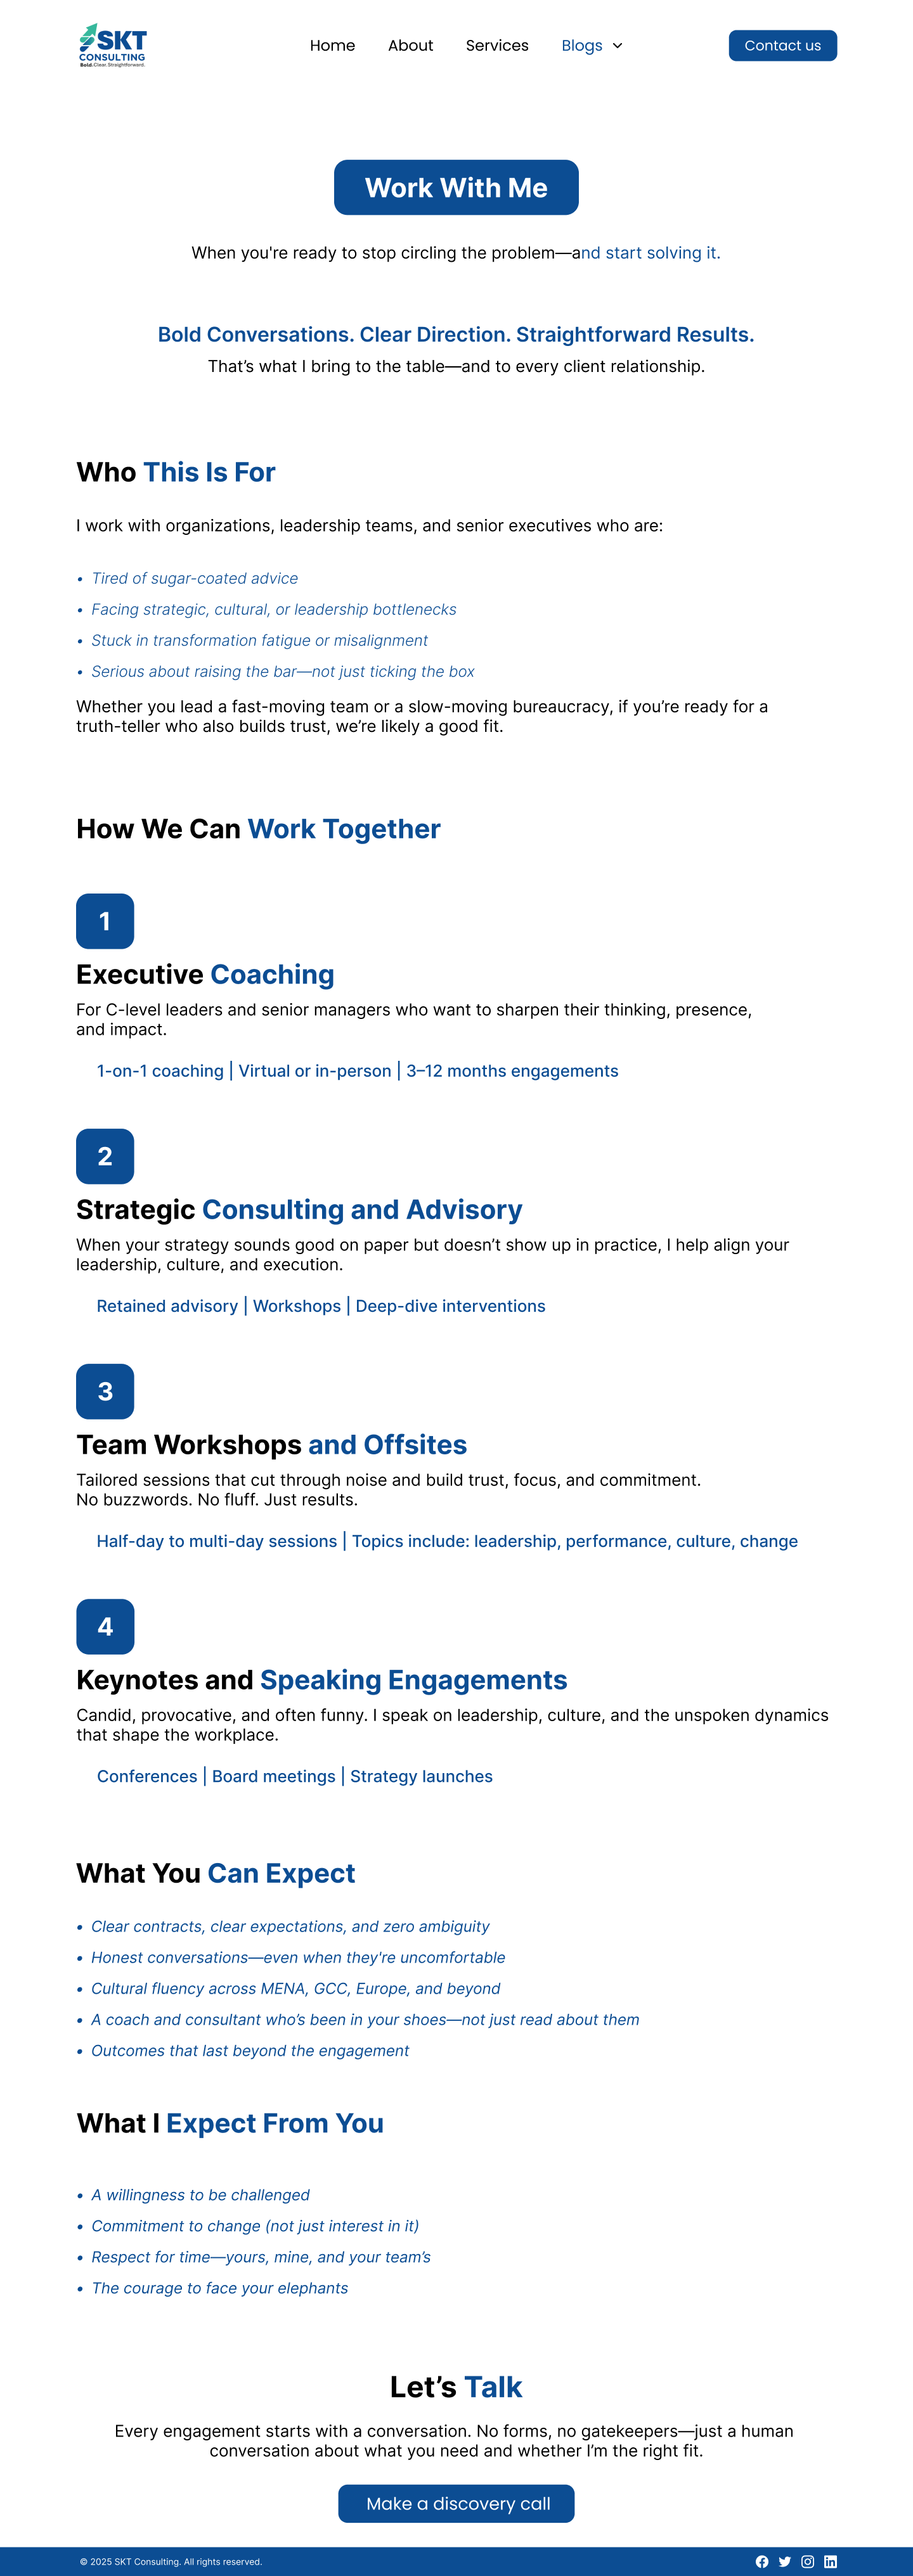 SKT
CONSULTING
Bold.Clear.Straightforward.
Home About Services Blogs Contact us
Work With Me
When you're ready to stop circling the problem—and start solving it.
Bold Conversations. Clear Direction. Straightforward Results.
That’s what I bring to the table—and to every client relationship.
Who This Is For
I work with organizations, leadership teams, and senior executives who are:
• Tired of sugar-coated advice
• Facing strategic, cultural, or leadership bottlenecks
• Stuck in transformation fatigue or misalignment
• Serious about raising the bar—not just ticking the box
Whether you lead a fast-moving team or a slow-moving bureaucracy, if you’re ready for a
truth-teller who also builds trust, we’re likely a good fit.
How We Can Work Together
1
Executive Coaching
For C-level leaders and senior managers who want to sharpen their thinking, presence,
and impact.
1-on-1 coaching | Virtual or in-person | 3–12 months engagements
2
Strategic Consulting and Advisory
When your strategy sounds good on paper but doesn’t show up in practice, I help align your
leadership, culture, and execution.
Retained advisory | Workshops | Deep-dive interventions
3
Team Workshops and Offsites
Tailored sessions that cut through noise and build trust, focus, and commitment.
No buzzwords. No fluff. Just results.
Half-day to multi-day sessions | Topics include: leadership, performance, culture, change
4
Keynotes and Speaking Engagements
Candid, provocative, and often funny. I speak on leadership, culture, and the unspoken dynamics
that shape the workplace.
Conferences | Board meetings | Strategy launches
What You Can Expect
• Clear contracts, clear expectations, and zero ambiguity
• Honest conversations—even when they're uncomfortable
• Cultural fluency across MENA, GCC, Europe, and beyond
• A coach and consultant who’s been in your shoes—not just read about them
• Outcomes that last beyond the engagement
What I Expect From You
• A willingness to be challenged
• Commitment to change (not just interest in it)
• Respect for time—yours, mine, and your team’s
• The courage to face your elephants
Let’s Talk
Every engagement starts with a conversation. No forms, no gatekeepers—just a human
conversation about what you need and whether I’m the right fit.
Make a discovery call
© 2025 SKT Consulting. All rights reserved.